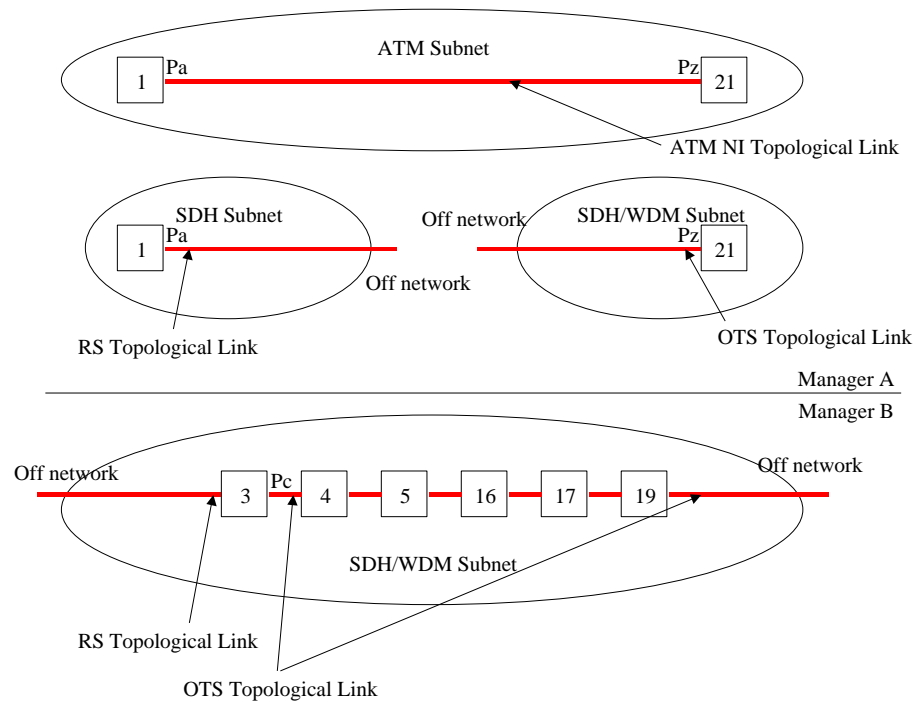 ATM Subnet
1
Pa
Pz
21
ATM NI Topological Link
SDH Subnet
1
Pa
Off network
Off network
SDH/WDM Subnet
Pz
21
RS Topological Link
OTS Topological Link
Manager A
Manager B
Off network
Off network
3
Pc
4
5
16
17
19
SDH/WDM Subnet
RS Topological Link
OTS Topological Link